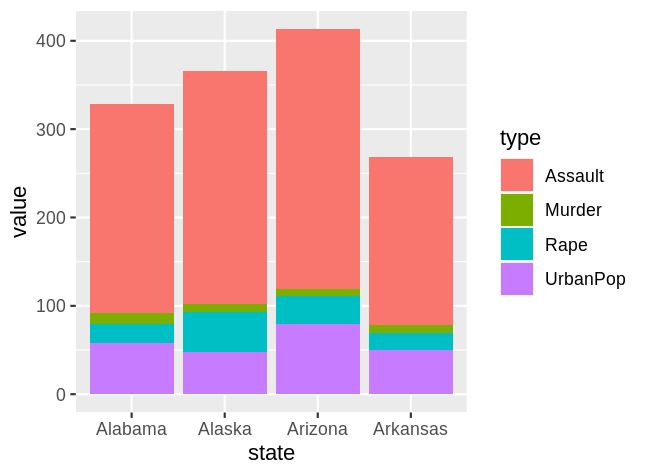 400
300
200
100
0
value
Alabama Alaska Arizona Arkansas
state
type
Assault
Murder
Rape
UrbanPop